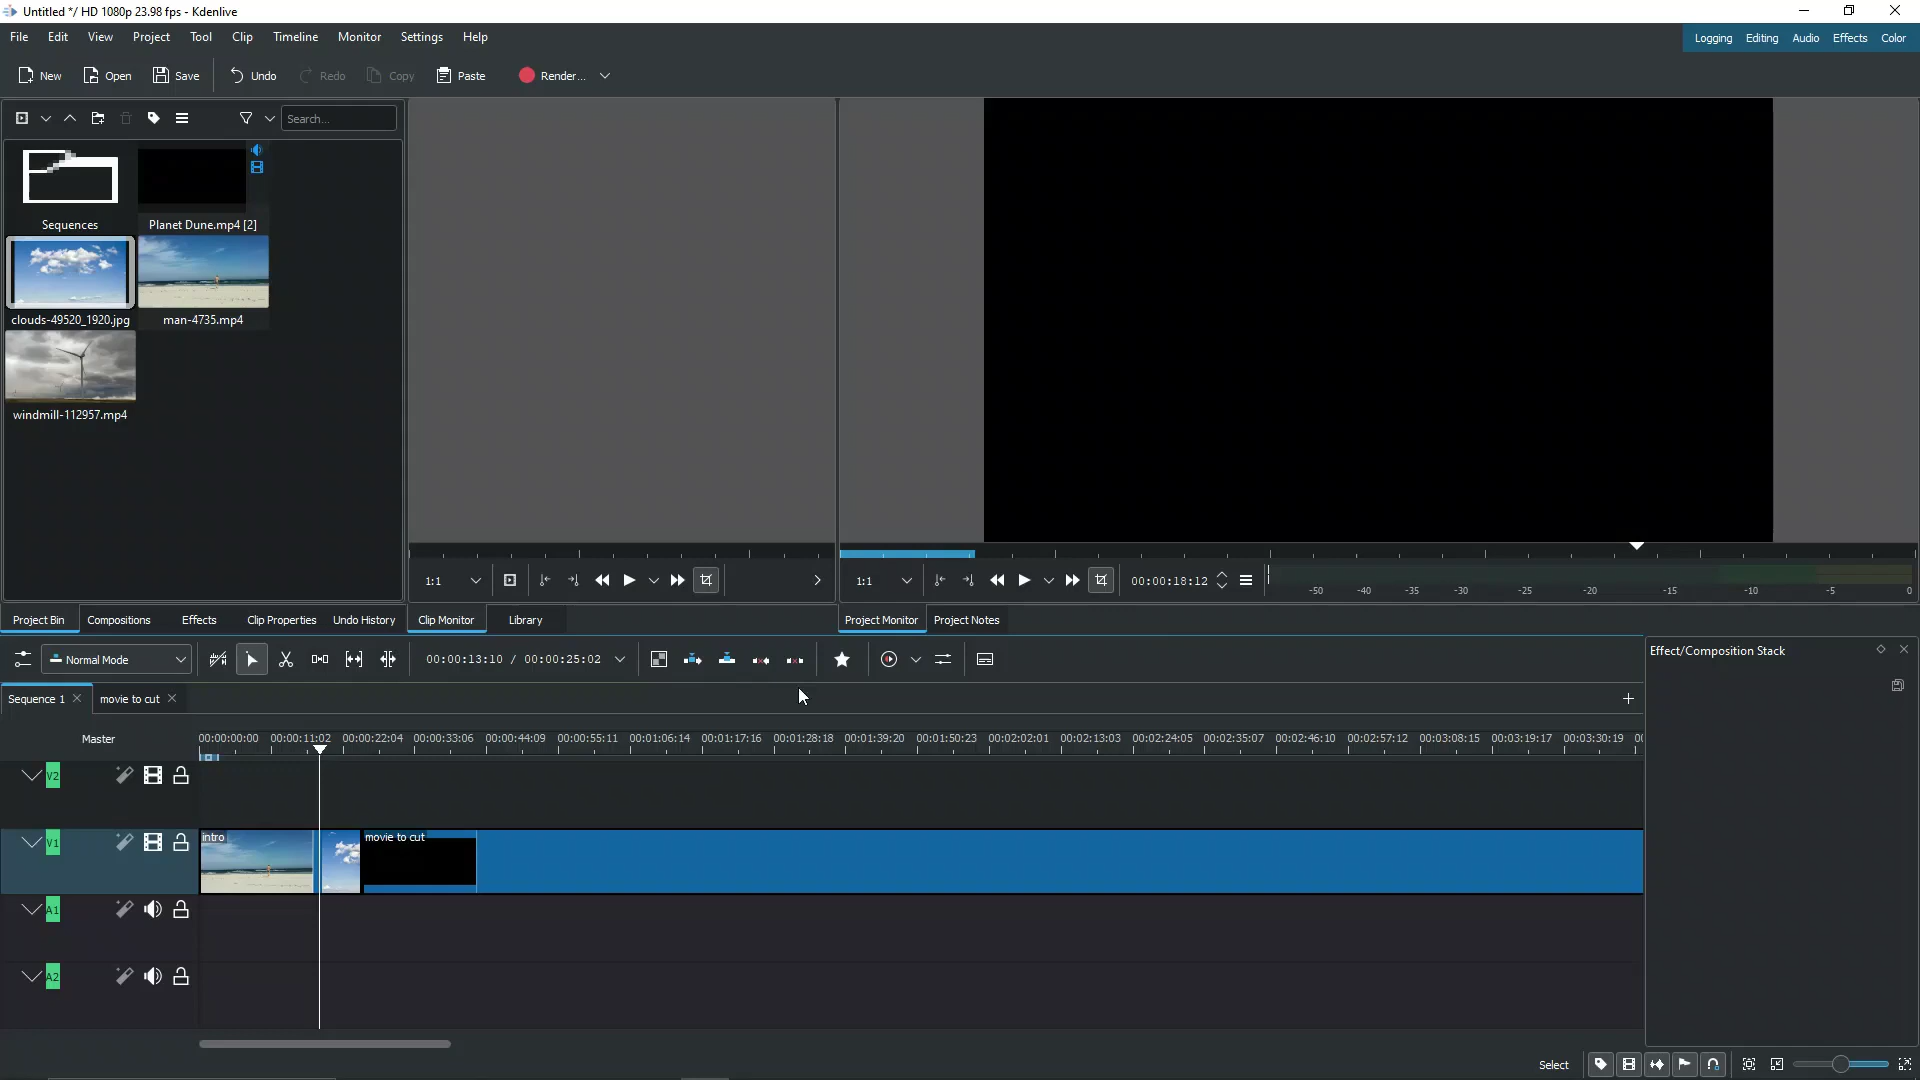 Untitled */ HD 1080p 23.98 fps - Kdenlive
File Edit View Project Tool Clip Timeline Monitor Settings Help
Logging Editing Audio Effects Color
New Open Save Undo Redo Copy Paste Render...
Search...
Sequences Planet Dune.mp4 [2]
clouds-49520_1920.jpg man-4735.mp4
windmill-112957.mp4
1:1
1:1 00:00:18:12
-50 -40 -35 -30 -25 -20 -15 -10 -5 0
Project Bin Compositions Effects Clip Properties Undo History Clip Monitor Library Project Monitor Project Notes
Normal Mode 00:00:13:10 / 00:00:25:02
Effect/Composition Stack
Sequence 1 movie to cut
Master 00:00:00:00 00:00:11:02 00:00:22:04 00:00:33:06 00:00:44:09 00:00:55:11 00:01:06:14 00:01:17:16 00:01:28:18 00:01:39:20 00:01:50:23 00:02:02:01 00:02:13:03 00:02:24:05 00:02:35:07 00:02:46:10 00:02:57:12 00:03:08:15 00:03:19:17 00:03:30:19
V2
V1 intro movie to cut
A1
A2
Select